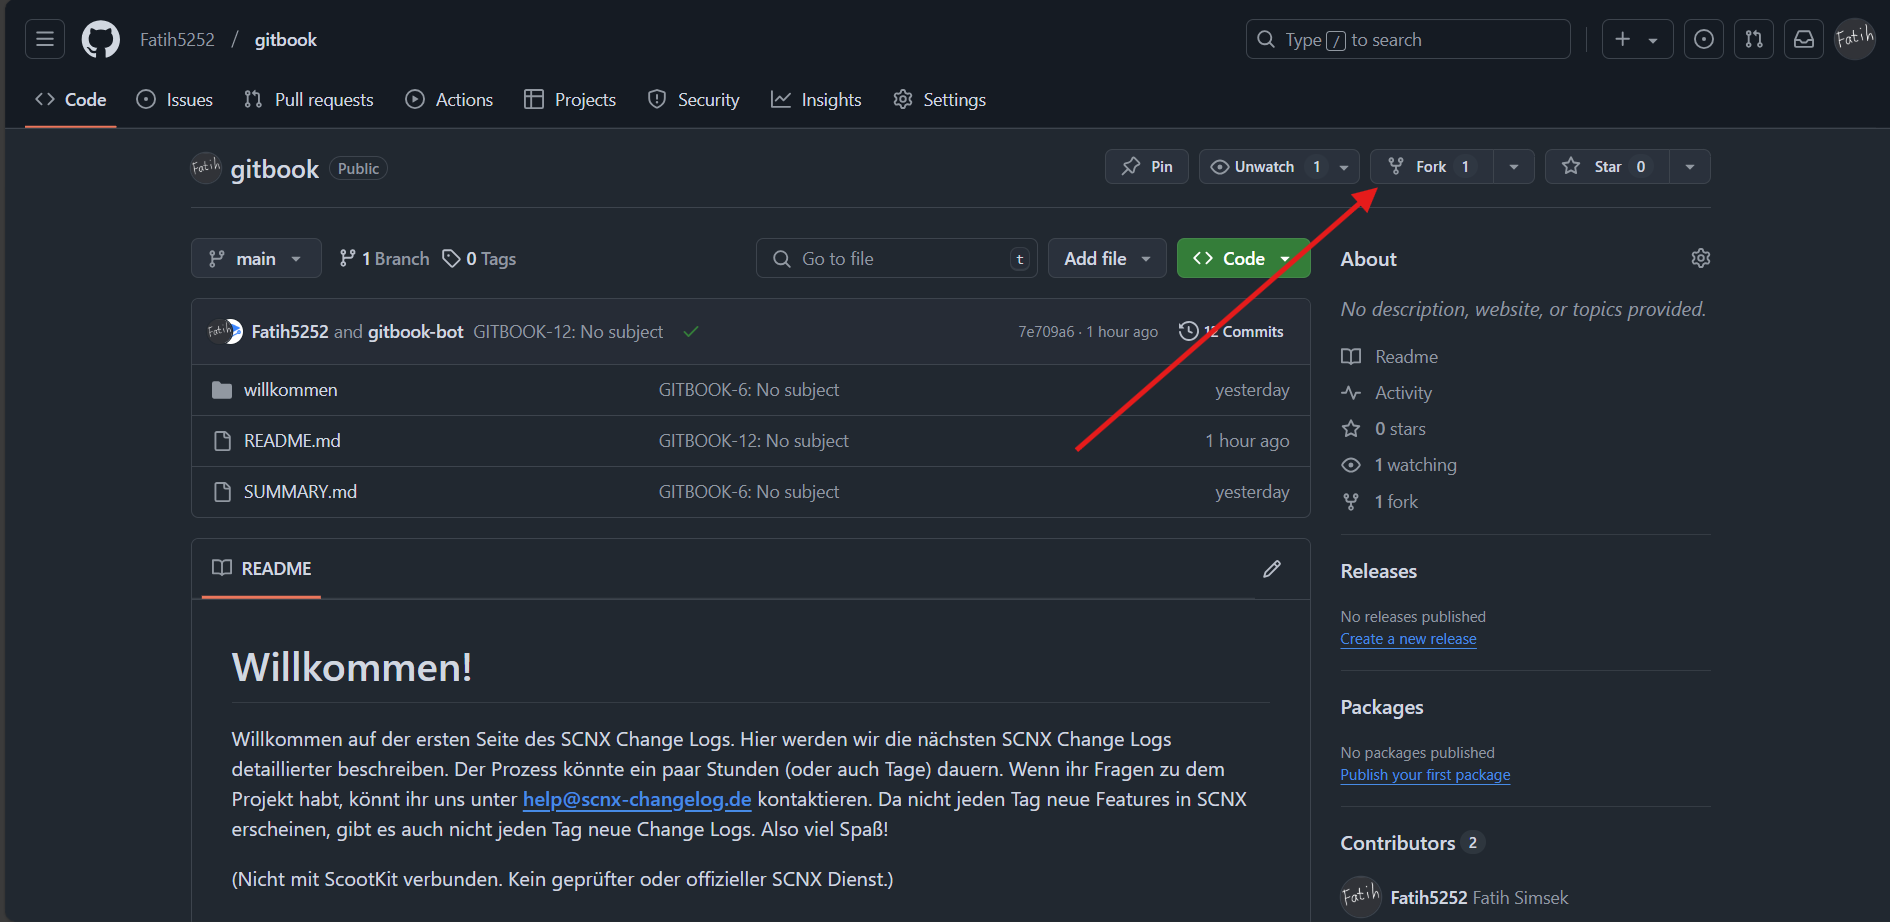 Fatih5252 / gitbook
Type / to search
Fatih
Code Issues Pull requests Actions Projects Security Insights Settings
Fatih gitbook Public
Pin Unwatch 1 Fork 1 Star 0
main 1 Branch 0 Tags Go to file t Add file Code
Fatih Fatih5252 and gitbook-bot GITBOOK-12: No subject 7e709a6 · 1 hour ago 12 Commits
willkommen GITBOOK-6: No subject yesterday
README.md GITBOOK-12: No subject 1 hour ago
SUMMARY.md GITBOOK-6: No subject yesterday
README
Willkommen!
Willkommen auf der ersten Seite des SCNX Change Logs. Hier werden wir die nächsten SCNX Change Logs
detaillierter beschreiben. Der Prozess könnte ein paar Stunden (oder auch Tage) dauern. Wenn ihr Fragen zu dem
Projekt habt, könnt ihr uns unter help@scnx-changelog.de kontaktieren. Da nicht jeden Tag neue Features in SCNX
erscheinen, gibt es auch nicht jeden Tag neue Change Logs. Also viel Spaß!
(Nicht mit ScootKit verbunden. Kein geprüfter oder offizieller SCNX Dienst.)
About
No description, website, or topics provided.
Readme
Activity
0 stars
1 watching
1 fork
Releases
No releases published
Create a new release
Packages
No packages published
Publish your first package
Contributors 2
Fatih Fatih5252 Fatih Simsek